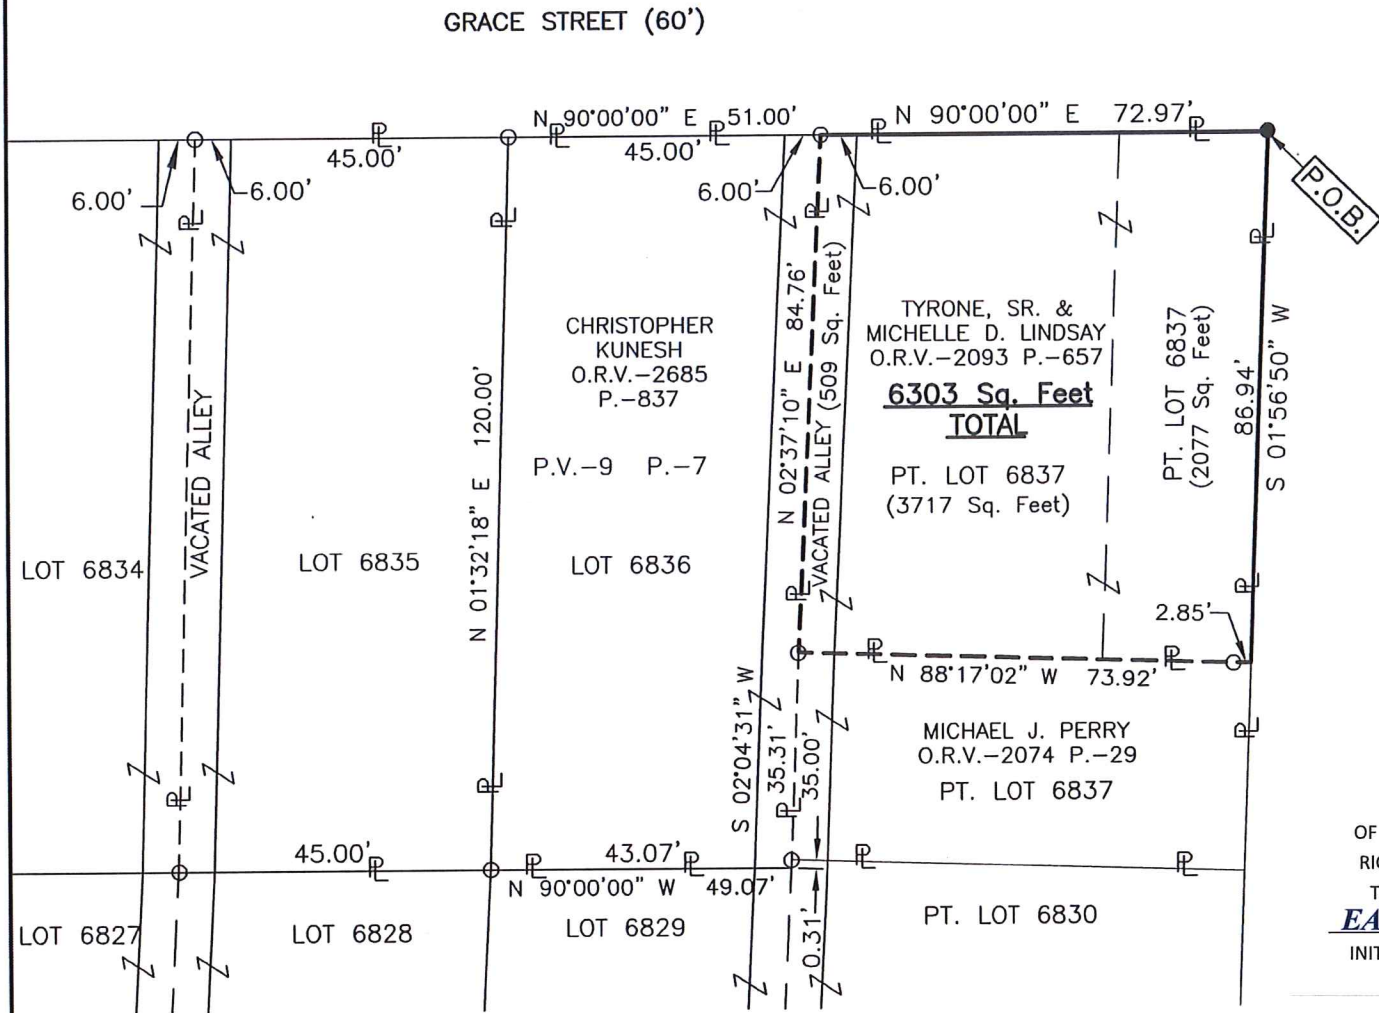 GRACE STREET (60')
N 90°00'00" E 51.00'
N 90°00'00" E 72.97'
45.00'
45.00'
6.00'
6.00'
6.00'
6.00'
P.O.B.
VACATED ALLEY
N 01°32'18" E 120.00'
CHRISTOPHER
KUNESH
O.R.V.-2685
P.-837
P.V.-9 P.-7
N 02°37'10" E 84.76'
VACATED ALLEY (509 Sq. Feet)
TYRONE, SR. &
MICHELLE D. LINDSAY
O.R.V.-2093 P.-657
6303 Sq. Feet
TOTAL
PT. LOT 6837
(3717 Sq. Feet)
PT. LOT 6837
(2077 Sq. Feet)
86.94'
S 01°56'50" W
LOT 6834
LOT 6835
LOT 6836
2.85'
N 88°17'02" W 73.92'
S 02°04'31" W
35.31'
35.00'
MICHAEL J. PERRY
O.R.V.-2074 P.-29
PT. LOT 6837
45.00'
43.07'
N 90°00'00" W 49.07'
0.31'
LOT 6827
LOT 6828
LOT 6829
PT. LOT 6830
OF
RIG
T
EA
INIT